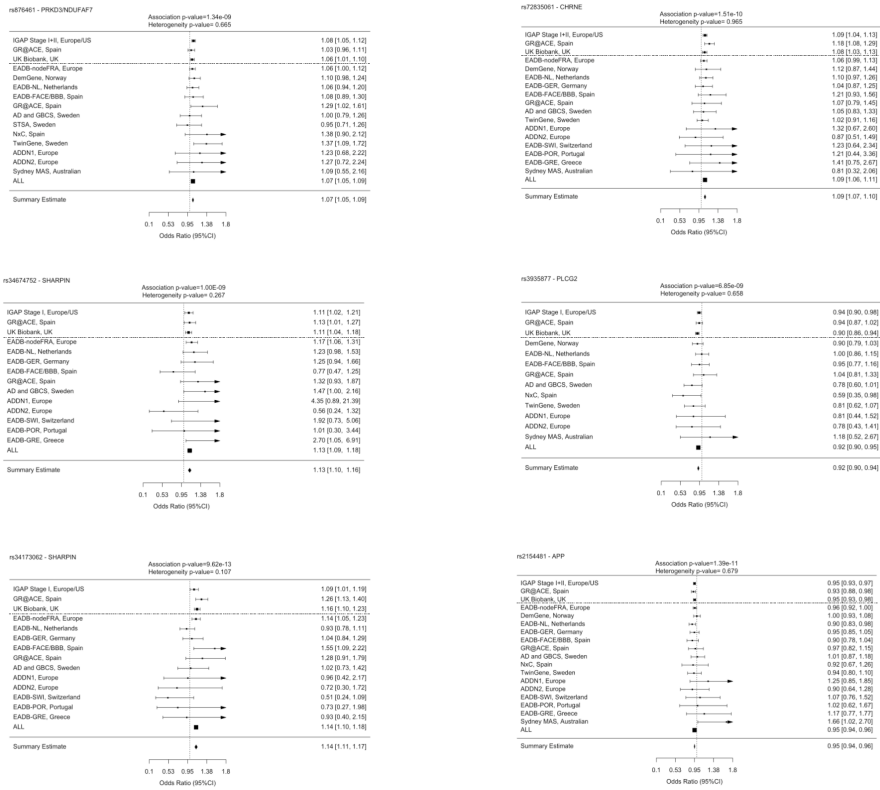 rs876461 - PRKD3/NDUFAF7
Association p-value=1.34e-09
Heterogeneity p-value= 0.665
IGAP Stage I+II, Europe/US 1.08 [1.05, 1.12]
GR@ACE, Spain 1.03 [0.96, 1.11]
UK Biobank, UK 1.06 [1.01, 1.10]
EADB-nodeFRA, Europe 1.06 [1.00, 1.12]
DemGene, Norway 1.10 [0.98, 1.24]
EADB-NL, Netherlands 1.06 [0.94, 1.20]
EADB-FACE/BBB, Spain 1.08 [0.89, 1.30]
GR@ACE, Spain 1.29 [1.02, 1.61]
AD and GBCS, Sweden 1.00 [0.79, 1.26]
STSA, Sweden 0.95 [0.71, 1.26]
NxC, Spain 1.38 [0.90, 2.12]
TwinGene, Sweden 1.37 [1.09, 1.72]
ADDN1, Europe 1.23 [0.68, 2.22]
ADDN2, Europe 1.27 [0.72, 2.24]
Sydney MAS, Australian 1.09 [0.55, 2.16]
ALL 1.07 [1.05, 1.09]
Summary Estimate 1.07 [1.05, 1.09]
0.1 0.53 0.95 1.38 1.8
Odds Ratio (95%CI)
rs72835061 - CHRNE
Association p-value=1.51e-10
Heterogeneity p-value= 0.965
IGAP Stage I+II, Europe/US 1.09 [1.04, 1.13]
GR@ACE, Spain 1.18 [1.08, 1.29]
UK Biobank, UK 1.08 [1.03, 1.13]
EADB-nodeFRA, Europe 1.06 [0.99, 1.13]
DemGene, Norway 1.12 [0.87, 1.44]
EADB-NL, Netherlands 1.10 [0.97, 1.26]
EADB-GER, Germany 1.04 [0.87, 1.25]
EADB-FACE/BBB, Spain 1.21 [0.93, 1.56]
GR@ACE, Spain 1.07 [0.79, 1.45]
AD and GBCS, Sweden 1.05 [0.83, 1.33]
TwinGene, Sweden 1.02 [0.91, 1.16]
ADDN1, Europe 1.32 [0.67, 2.60]
ADDN2, Europe 0.87 [0.51, 1.49]
EADB-SWI, Switzerland 1.23 [0.64, 2.34]
EADB-POR, Portugal 1.21 [0.44, 3.36]
EADB-GRE, Greece 1.41 [0.75, 2.67]
Sydney MAS, Australian 0.81 [0.32, 2.06]
ALL 1.09 [1.06, 1.11]
Summary Estimate 1.09 [1.07, 1.10]
0.1 0.53 0.95 1.38 1.8
Odds Ratio (95%CI)
rs34674752 - SHARPIN
Association p-value=1.00E-09
Heterogeneity p-value= 0.267
IGAP Stage I, Europe/US 1.11 [1.02, 1.21]
GR@ACE, Spain 1.13 [1.01, 1.27]
UK Biobank, UK 1.11 [1.04, 1.18]
EADB-nodeFRA, Europe 1.17 [1.06, 1.31]
EADB-NL, Netherlands 1.23 [0.98, 1.53]
EADB-GER, Germany 1.25 [0.94, 1.66]
EADB-FACE/BBB, Spain 0.77 [0.47, 1.25]
GR@ACE, Spain 1.32 [0.93, 1.87]
AD and GBCS, Sweden 1.47 [1.00, 2.16]
ADDN1, Europe 4.35 [0.89, 21.39]
ADDN2, Europe 0.56 [0.24, 1.32]
EADB-SWI, Switzerland 1.92 [0.73, 5.06]
EADB-POR, Portugal 1.01 [0.30, 3.44]
EADB-GRE, Greece 2.70 [1.05, 6.91]
ALL 1.13 [1.09, 1.18]
Summary Estimate 1.13 [1.10, 1.16]
0.1 0.53 0.95 1.38 1.8
Odds Ratio (95%CI)
rs3935877 - PLCG2
Association p-value=6.85e-09
Heterogeneity p-value= 0.658
IGAP Stage I, Europe/US 0.94 [0.90, 0.98]
GR@ACE, Spain 0.94 [0.87, 1.02]
UK Biobank, UK 0.90 [0.86, 0.94]
DemGene, Norway 0.90 [0.79, 1.03]
EADB-NL, Netherlands 1.00 [0.86, 1.15]
EADB-FACE/BBB, Spain 0.95 [0.77, 1.16]
GR@ACE, Spain 1.04 [0.81, 1.33]
AD and GBCS, Sweden 0.78 [0.60, 1.01]
NxC, Spain 0.59 [0.35, 0.98]
TwinGene, Sweden 0.81 [0.62, 1.07]
ADDN1, Europe 0.81 [0.44, 1.52]
ADDN2, Europe 0.78 [0.43, 1.41]
Sydney MAS, Australian 1.18 [0.52, 2.67]
ALL 0.92 [0.90, 0.95]
Summary Estimate 0.92 [0.90, 0.94]
0.1 0.53 0.95 1.38 1.8
Odds Ratio (95%CI)
rs34173062 - SHARPIN
Association p-value=9.62e-13
Heterogeneity p-value= 0.107
IGAP Stage I, Europe/US 1.09 [1.01, 1.19]
GR@ACE, Spain 1.26 [1.13, 1.40]
UK Biobank, UK 1.16 [1.10, 1.23]
EADB-nodeFRA, Europe 1.14 [1.05, 1.23]
EADB-NL, Netherlands 0.93 [0.78, 1.11]
EADB-GER, Germany 1.04 [0.84, 1.29]
EADB-FACE/BBB, Spain 1.55 [1.09, 2.22]
GR@ACE, Spain 1.28 [0.91, 1.79]
AD and GBCS, Sweden 1.02 [0.73, 1.42]
ADDN1, Europe 0.96 [0.42, 2.17]
ADDN2, Europe 0.72 [0.30, 1.72]
EADB-SWI, Switzerland 0.51 [0.24, 1.09]
EADB-POR, Portugal 0.73 [0.27, 1.98]
EADB-GRE, Greece 0.93 [0.40, 2.15]
ALL 1.14 [1.10, 1.18]
Summary Estimate 1.14 [1.11, 1.17]
0.1 0.53 0.95 1.38 1.8
Odds Ratio (95%CI)
rs2154481 - APP
Association p-value=1.39e-11
Heterogeneity p-value= 0.679
IGAP Stage I+II, Europe/US 0.95 [0.93, 0.97]
GR@ACE, Spain 0.93 [0.88, 0.98]
UK Biobank, UK 0.95 [0.93, 0.98]
EADB-nodeFRA, Europe 0.96 [0.92, 1.00]
DemGene, Norway 1.00 [0.93, 1.08]
EADB-NL, Netherlands 0.90 [0.83, 0.98]
EADB-GER, Germany 0.95 [0.85, 1.05]
EADB-FACE/BBB, Spain 0.90 [0.78, 1.04]
GR@ACE, Spain 0.97 [0.82, 1.15]
AD and GBCS, Sweden 1.01 [0.87, 1.18]
NxC, Spain 0.92 [0.67, 1.26]
TwinGene, Sweden 0.94 [0.80, 1.10]
ADDN1, Europe 1.25 [0.85, 1.85]
ADDN2, Europe 0.90 [0.64, 1.28]
EADB-SWI, Switzerland 1.07 [0.76, 1.52]
EADB-POR, Portugal 1.02 [0.62, 1.67]
EADB-GRE, Greece 1.17 [0.77, 1.77]
Sydney MAS, Australian 1.66 [1.02, 2.70]
ALL 0.95 [0.94, 0.96]
Summary Estimate 0.95 [0.94, 0.96]
0.1 0.53 0.95 1.38 1.8
Odds Ratio (95%CI)